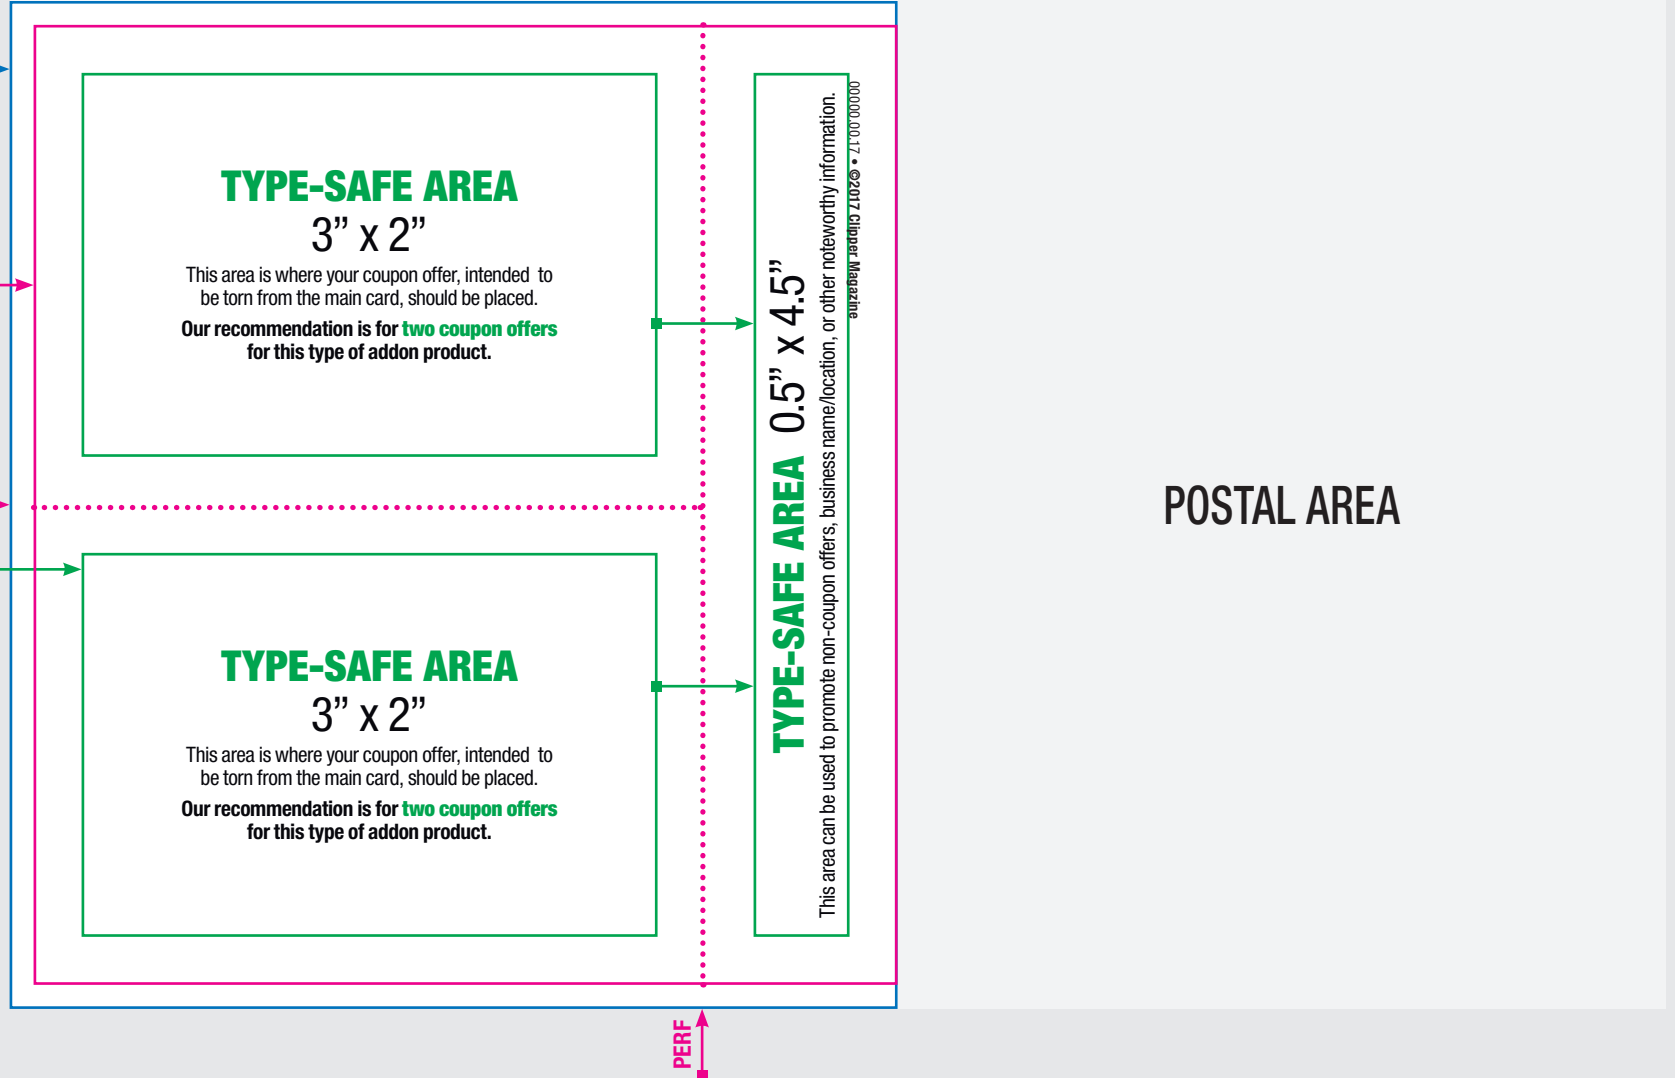 TYPE-SAFE AREA
3” x 2”
This area is where your coupon offer, intended to
be torn from the main card, should be placed.
Our recommendation is for two coupon offers
for this type of addon product.
TYPE-SAFE AREA
3” x 2”
This area is where your coupon offer, intended to
be torn from the main card, should be placed.
Our recommendation is for two coupon offers
for this type of addon product.
TYPE-SAFE AREA 0.5” x 4.5”
This area can be used to promote non-coupon offers, business name/location, or other noteworthy information.
00000.00.17 • ©2017 Clipper Magazine
POSTAL AREA
PERF